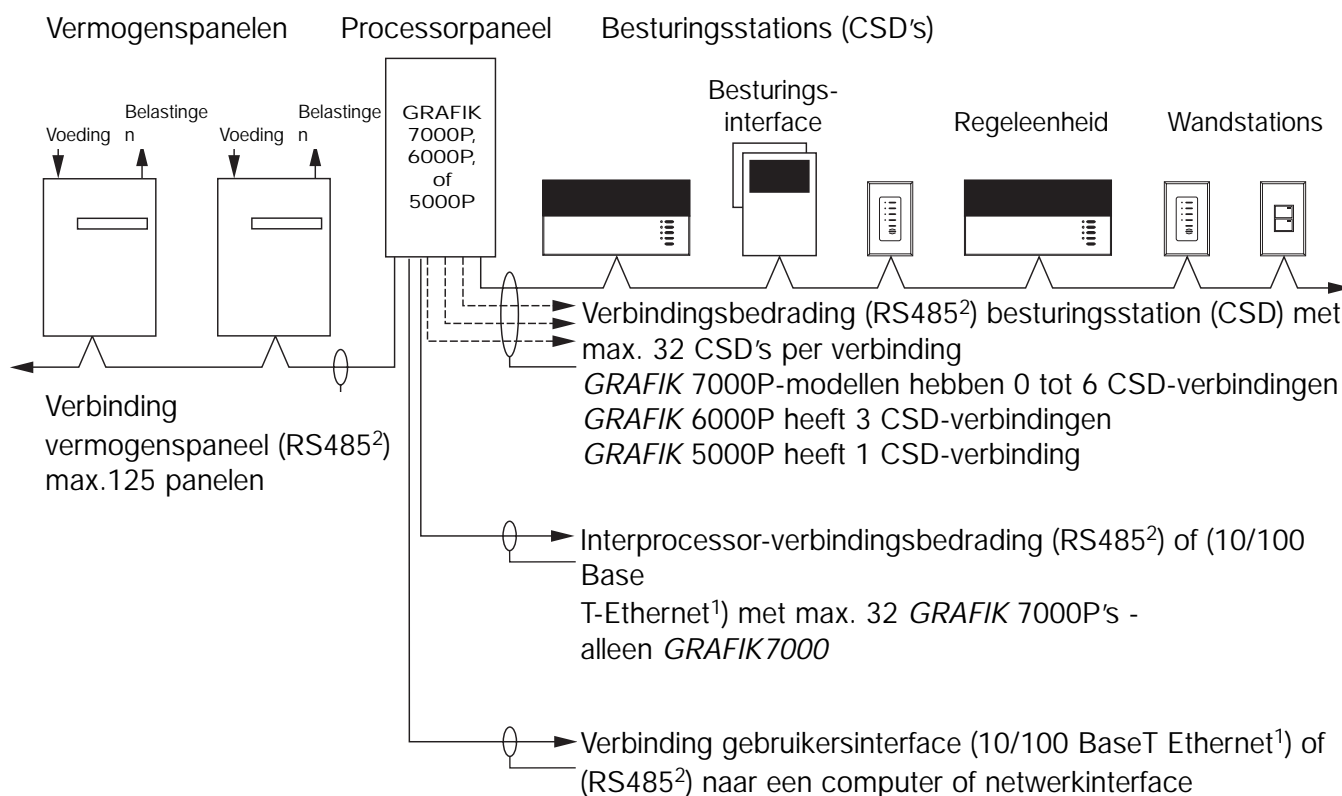 Vermogenspanelen
Processorpaneel
Besturingsstations (CSD's)
Voeding
Belastinge
n
Voeding
Belastinge
n
GRAFIK
7000P,
6000P,
of
5000P
Besturings-
interface
Regeleenheid
Wandstations
Verbindingsbedrading (RS485²) besturingsstation (CSD) met
max. 32 CSD's per verbinding
GRAFIK 7000P-modellen hebben 0 tot 6 CSD-verbindingen
GRAFIK 6000P heeft 3 CSD-verbindingen
GRAFIK 5000P heeft 1 CSD-verbinding
Verbinding
vermogenspaneel (RS485²)
max.125 panelen
Interprocessor-verbindingsbedrading (RS485²) of (10/100
Base
T-Ethernet¹) met max. 32 GRAFIK 7000P's -
alleen GRAFIK7000
Verbinding gebruikersinterface (10/100 BaseT Ethernet¹) of
(RS485²) naar een computer of netwerkinterface